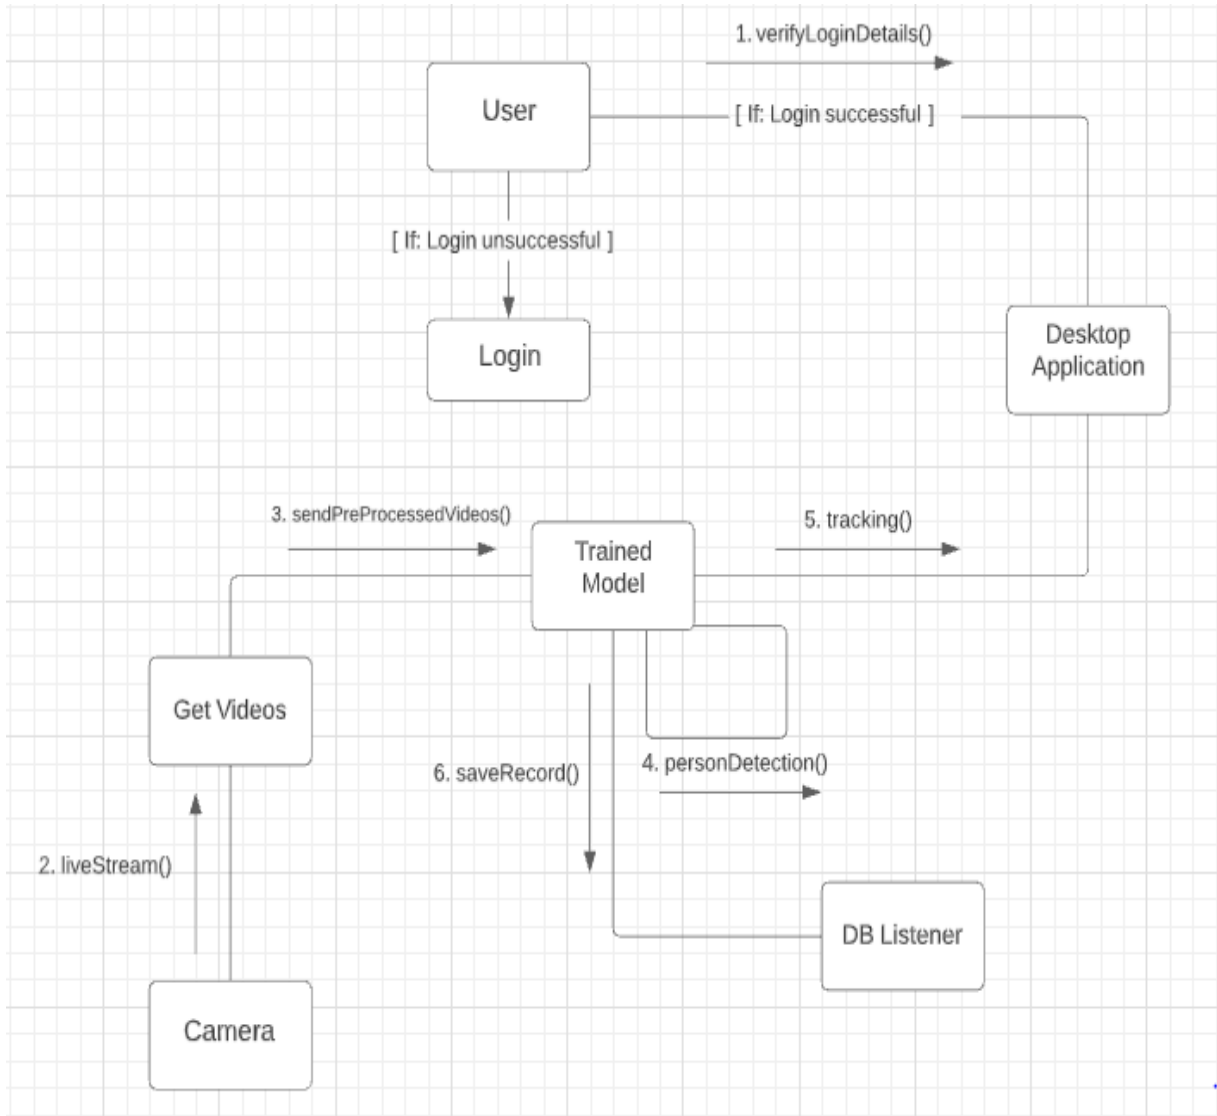 1. verifyLoginDetails()
User
[ If: Login successful ]
[ If: Login unsuccessful ]
Login
Desktop
Application
3. sendPreProcessedVideos()
Trained
Model
5. tracking()
Get Videos
6. saveRecord()
4. personDetection()
2. liveStream()
DB Listener
Camera